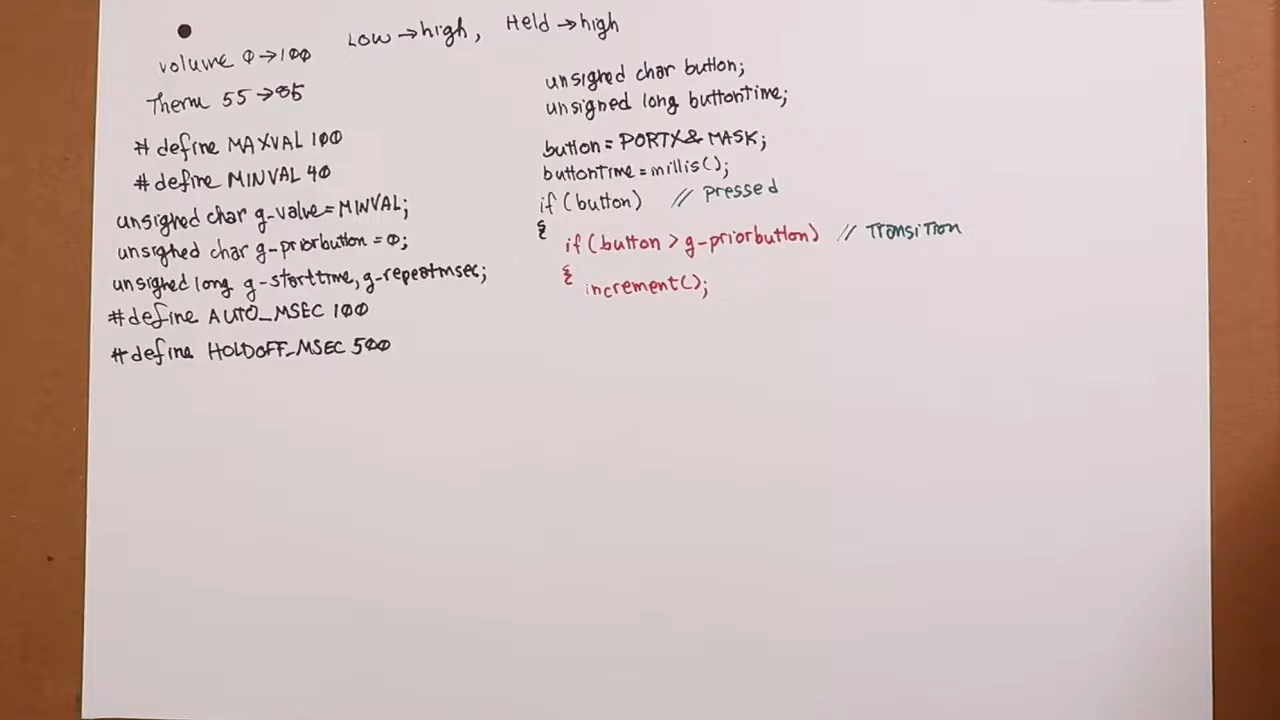 Low → high, Held → high
volume 0 → 100
Therm 55 → 85
# define MAXVAL 100
# define MINVAL 40
unsigned char g-value = MINVAL;
unsigned char g-priorbutton = 0;
unsigned long g-starttime, g-repeatmsec;
# define AUTO_MSEC 100
# define HOLDOFF_MSEC 500
unsigned char button;
unsigned long buttontime;
button = PORTX & MASK;
buttontime = millis();
if (button) // Pressed
{
if (button > g-priorbutton) // Transition
{ increment();